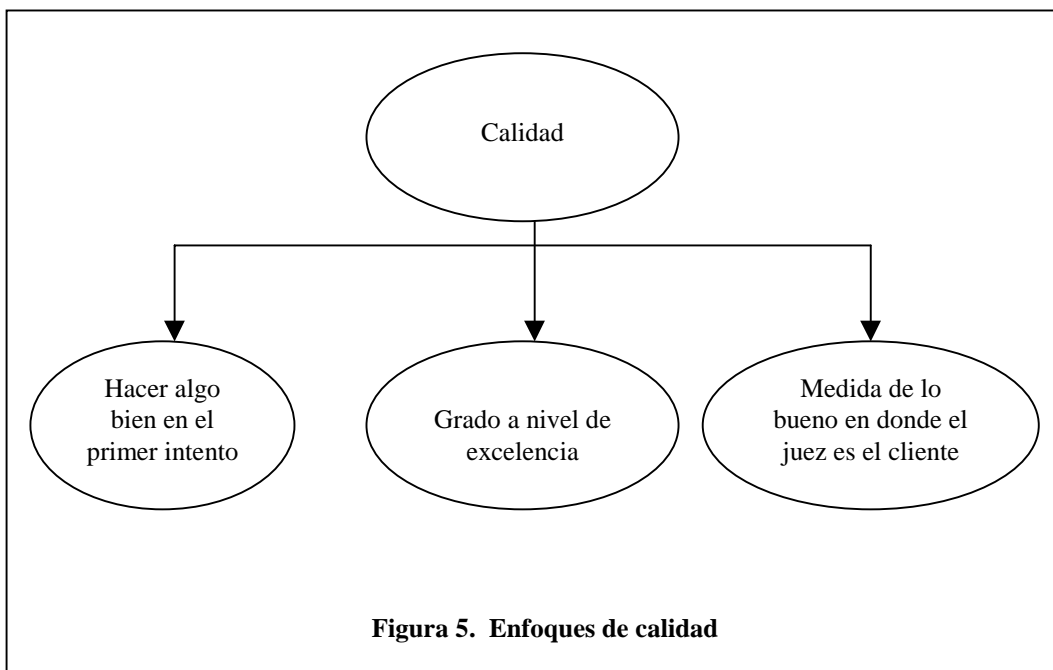 Calidad
Hacer algo
bien en el
primer intento
Grado a nivel de
excelencia
Medida de lo
bueno en donde el
juez es el cliente
Figura 5. Enfoques de calidad